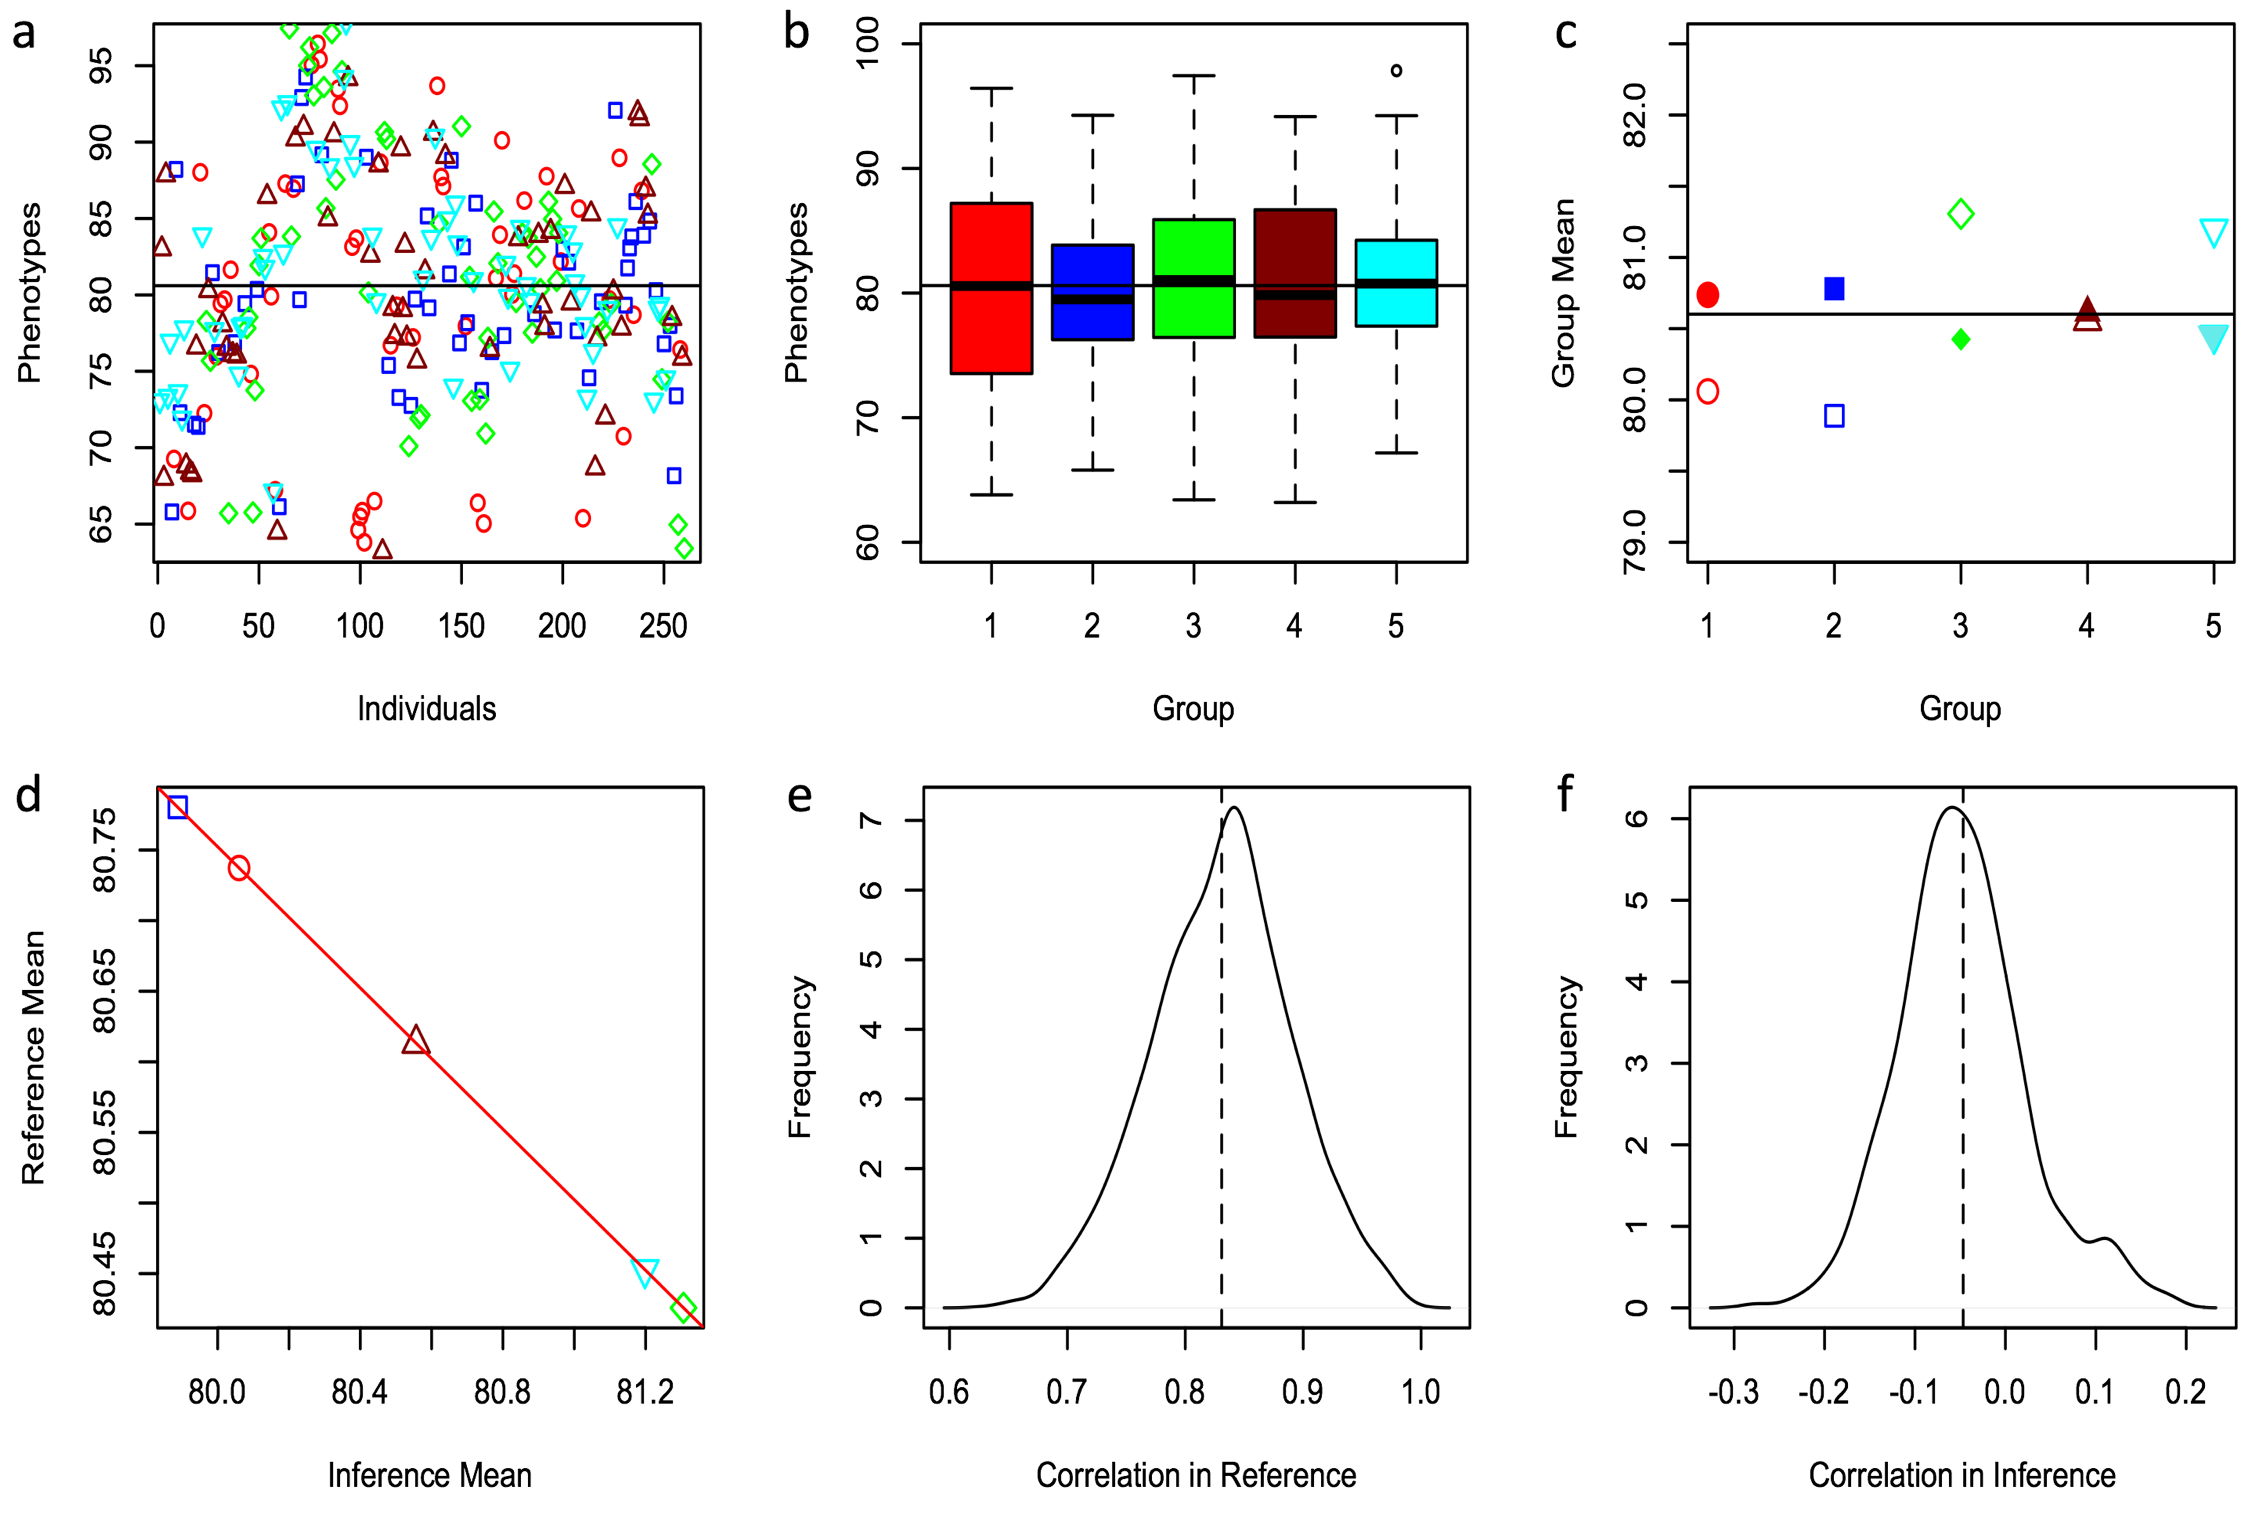 a
Phenotypes
95
90
85
80
75
70
65
0 50 100 150 200 250
Individuals
b
Phenotypes
100
90
80
70
60
1 2 3 4 5
Group
c
Group Mean
82.0
81.0
80.0
79.0
1 2 3 4 5
Group
d
Reference Mean
80.75
80.65
80.55
80.45
80.0 80.4 80.8 81.2
Inference Mean
e
Frequency
7
6
5
4
3
2
1
0
0.6 0.7 0.8 0.9 1.0
Correlation in Reference
f
Frequency
6
5
4
3
2
1
0
-0.3 -0.2 -0.1 0.0 0.1 0.2
Correlation in Inference